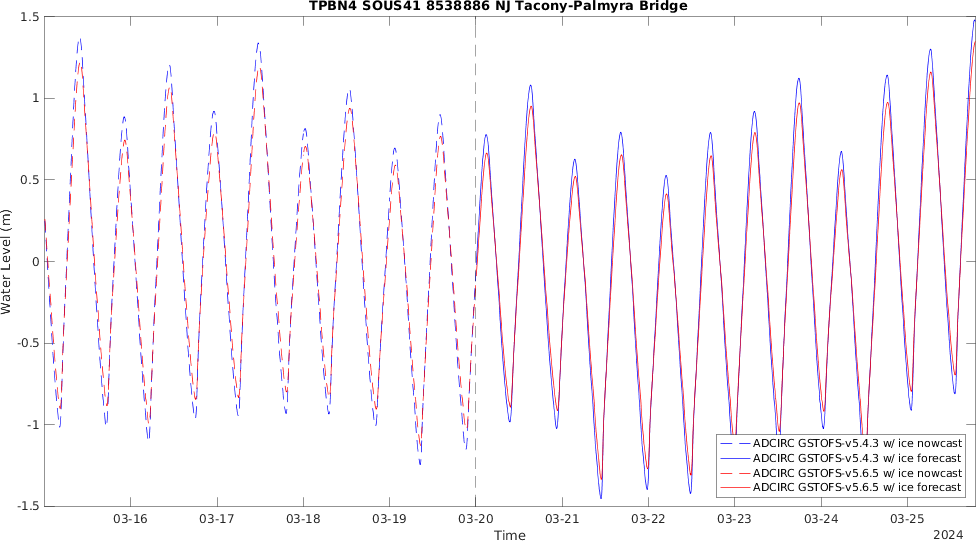 TPBN4 SOUS41 8538886 NJ Tacony-Palmyra Bridge
1.5
1
0.5
0
-0.5
-1
-1.5
Water Level (m)
ADCIRC GSTOFS-v5.4.3 w/ ice nowcast
ADCIRC GSTOFS-v5.4.3 w/ ice forecast
ADCIRC GSTOFS-v5.6.5 w/ ice nowcast
ADCIRC GSTOFS-v5.6.5 w/ ice forecast
03-16 03-17 03-18 03-19 03-20 03-21 03-22 03-23 03-24 03-25
Time
2024